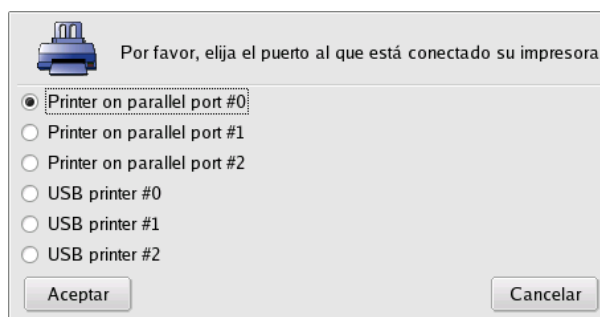 Por favor, elija el puerto al que está conectado su impresora
Printer on parallel port #0
Printer on parallel port #1
Printer on parallel port #2
USB printer #0
USB printer #1
USB printer #2
Aceptar Cancelar